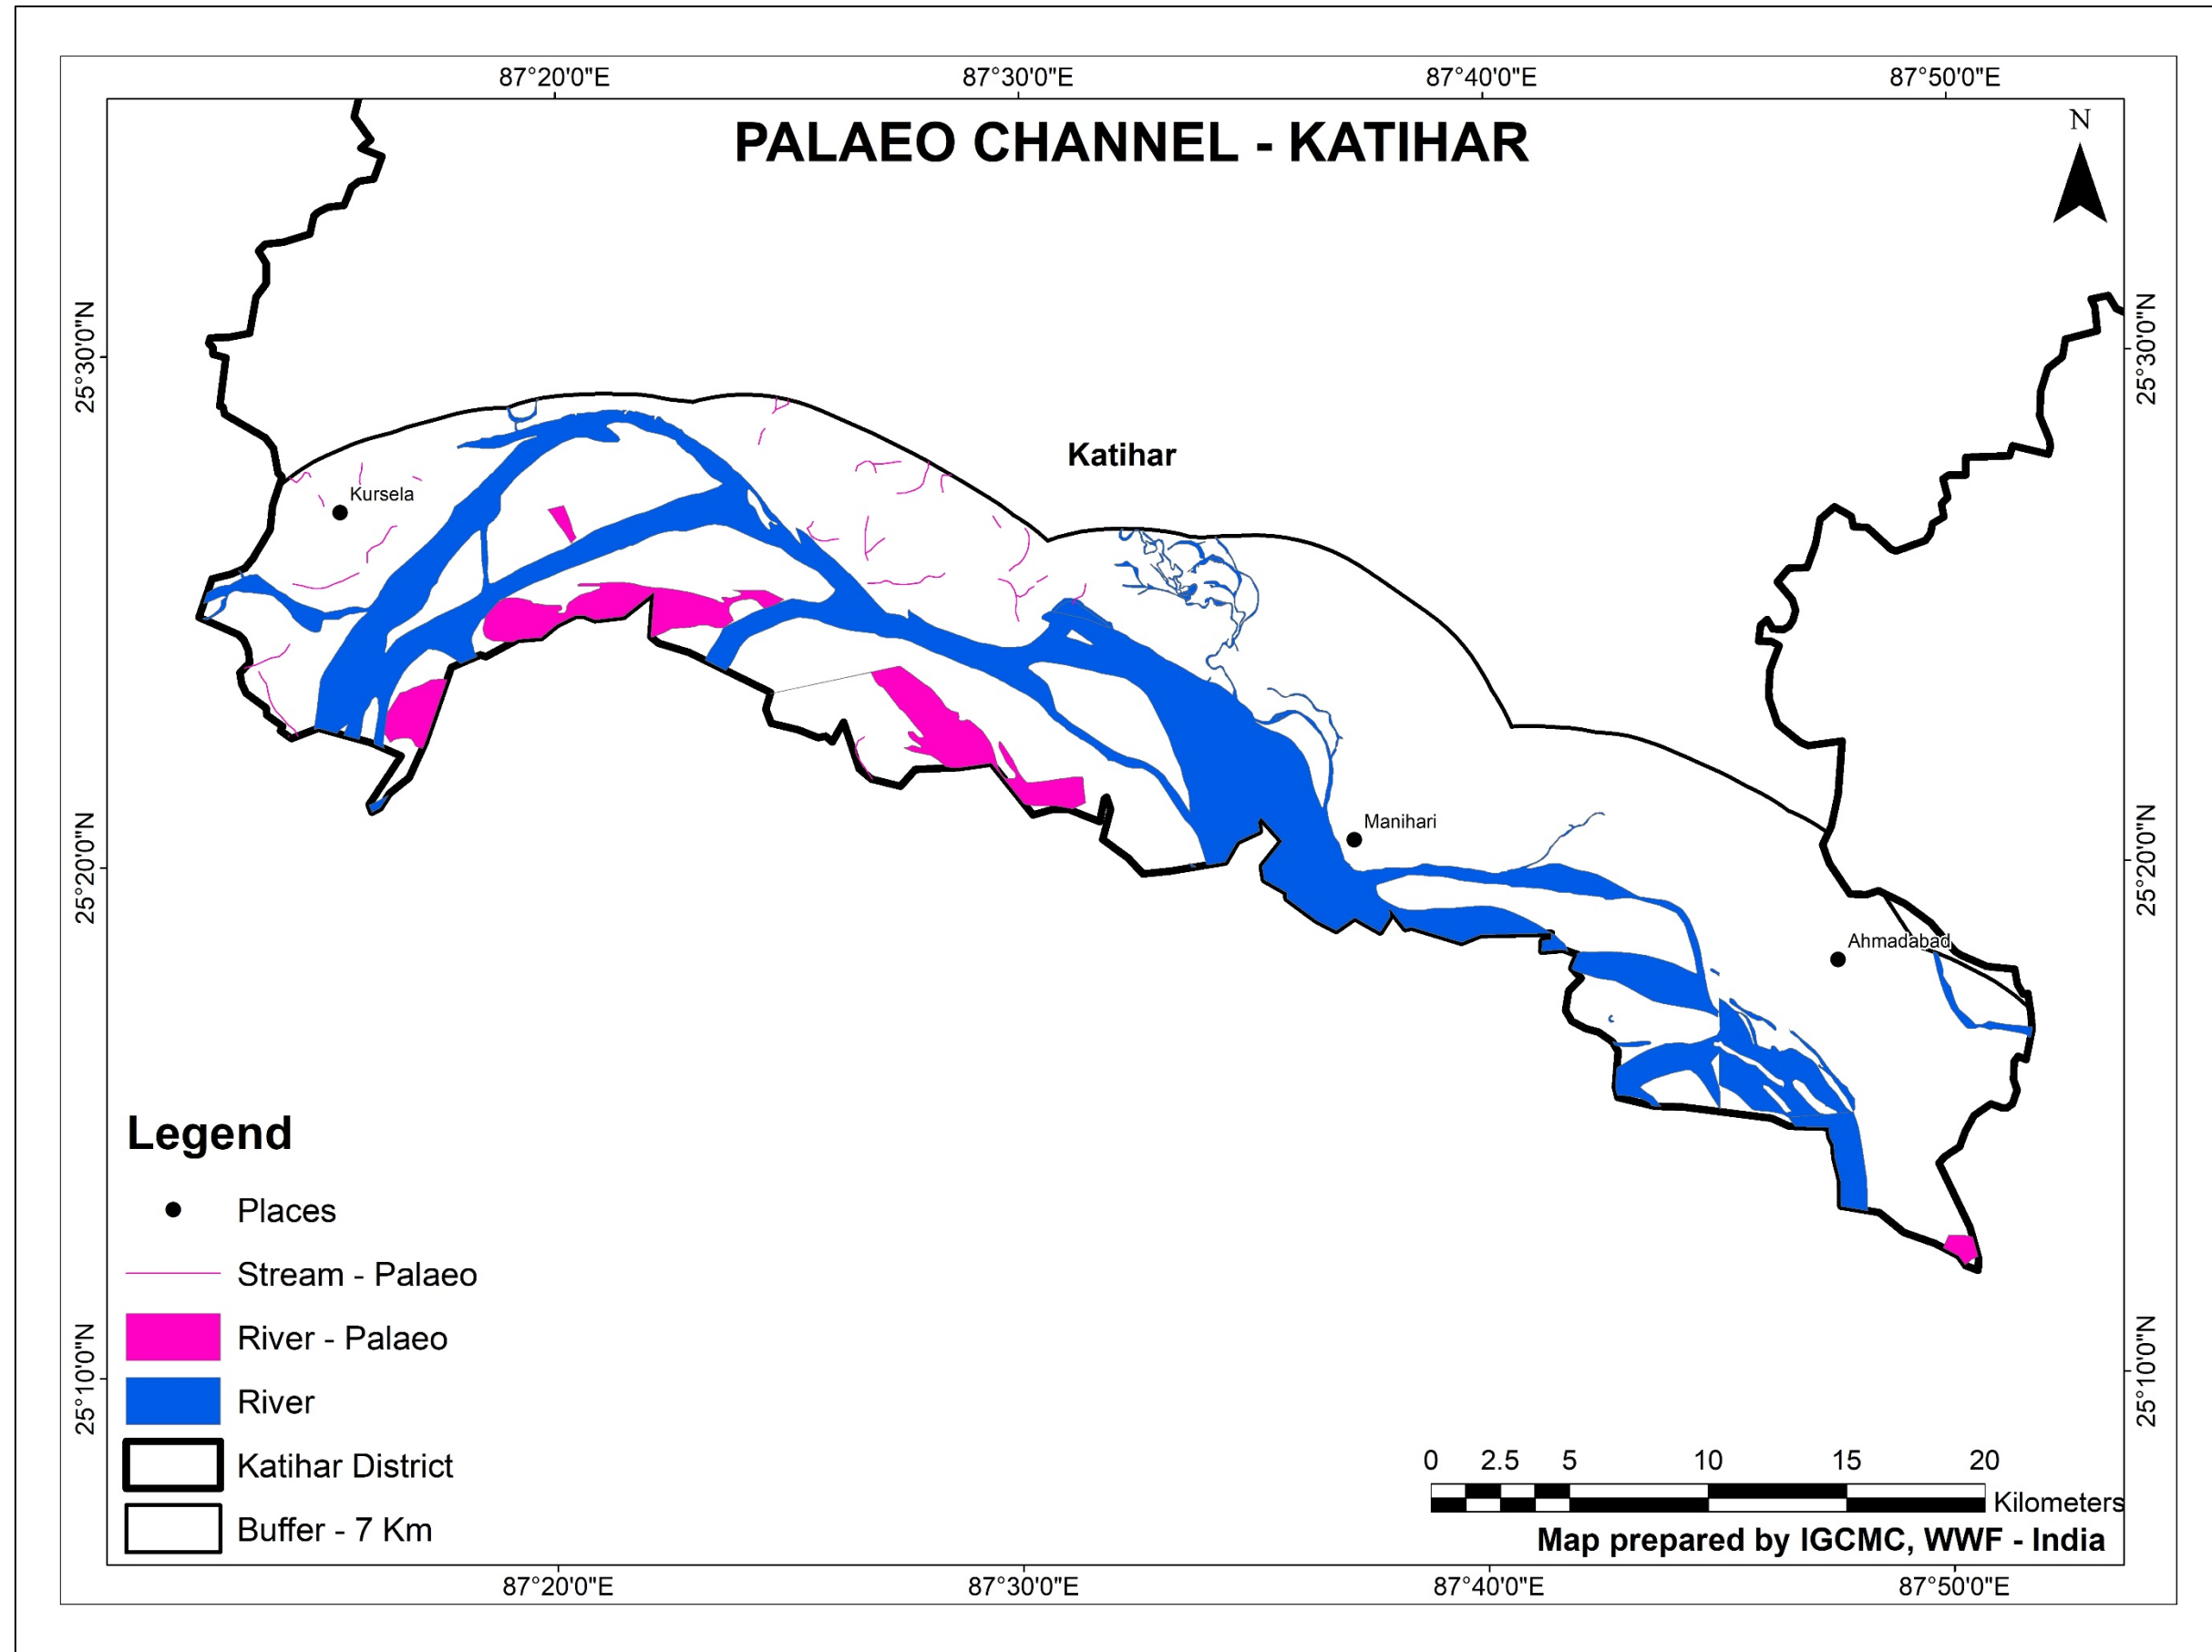 87°20'0"E 87°30'0"E 87°40'0"E 87°50'0"E
PALAEO CHANNEL - KATIHAR
N
25°30'0"N
25°30'0"N
Katihar
Kursela
Manihari
25°20'0"N
25°20'0"N
Ahmadabad
Legend
Places
Stream - Palaeo
River - Palaeo
River
Katihar District
Buffer - 7 Km
25°10'0"N
25°10'0"N
0 2.5 5 10 15 20
Kilometers
Map prepared by IGCMC, WWF - India
87°20'0"E 87°30'0"E 87°40'0"E 87°50'0"E